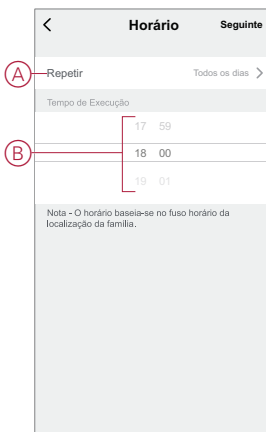 Horário Seguinte
A Repetir Todos os dias
Tempo de Execução
17 59
B 18 00
19 01
Nota - O horário baseia-se no fuso horário da
localização da família.